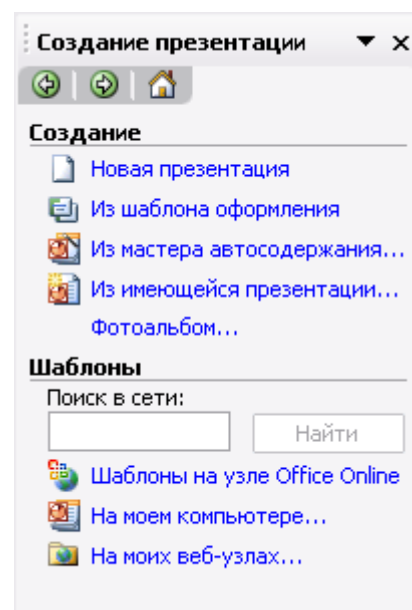 Создание презентации
Создание
Новая презентация
Из шаблона оформления
Из мастера автосодержания...
Из имеющейся презентации...
Фотоальбом...
Шаблоны
Поиск в сети:
Найти
Шаблоны на узле Office Online
На моем компьютере...
На моих веб-узлах...